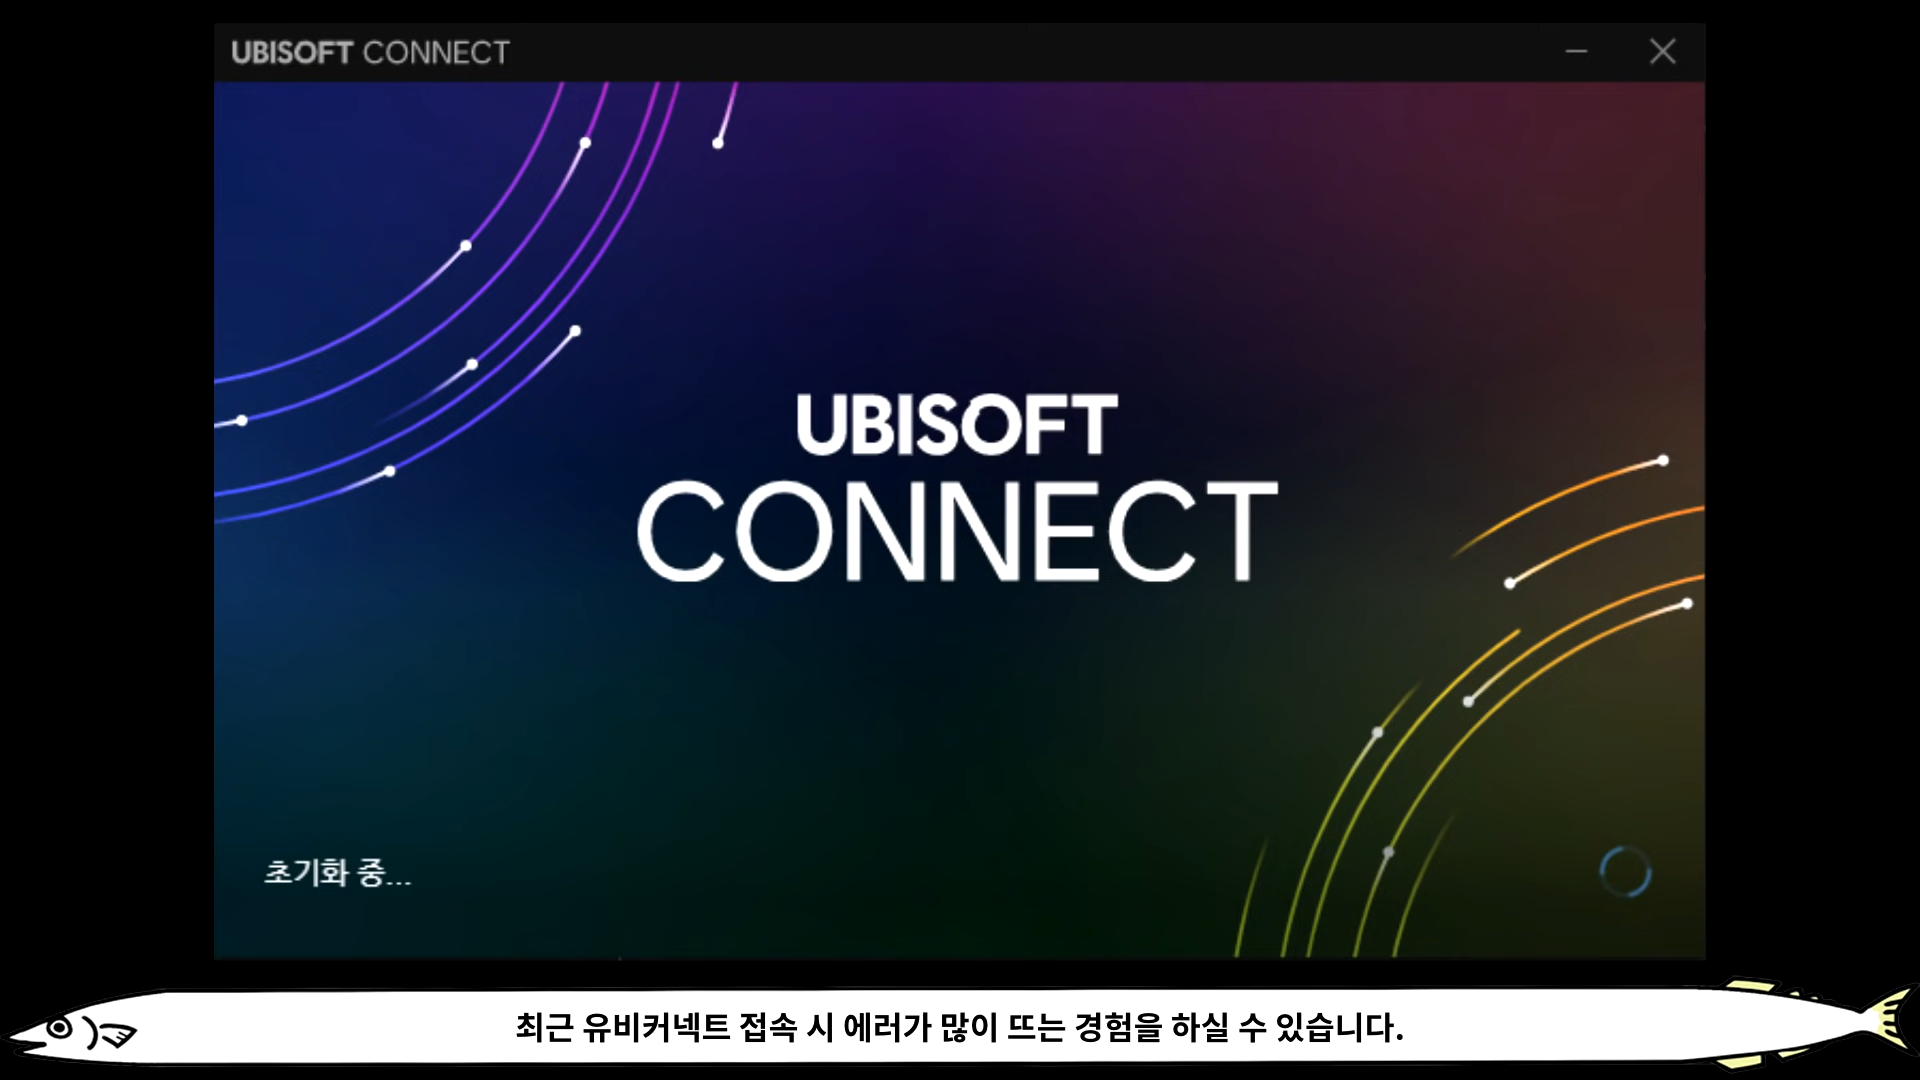 UBISOFT CONNECT
UBISOFT
CONNECT
초기화 중...
최근 유비커넥트 접속 시 에러가 많이 뜨는 경험을 하실 수 있습니다.